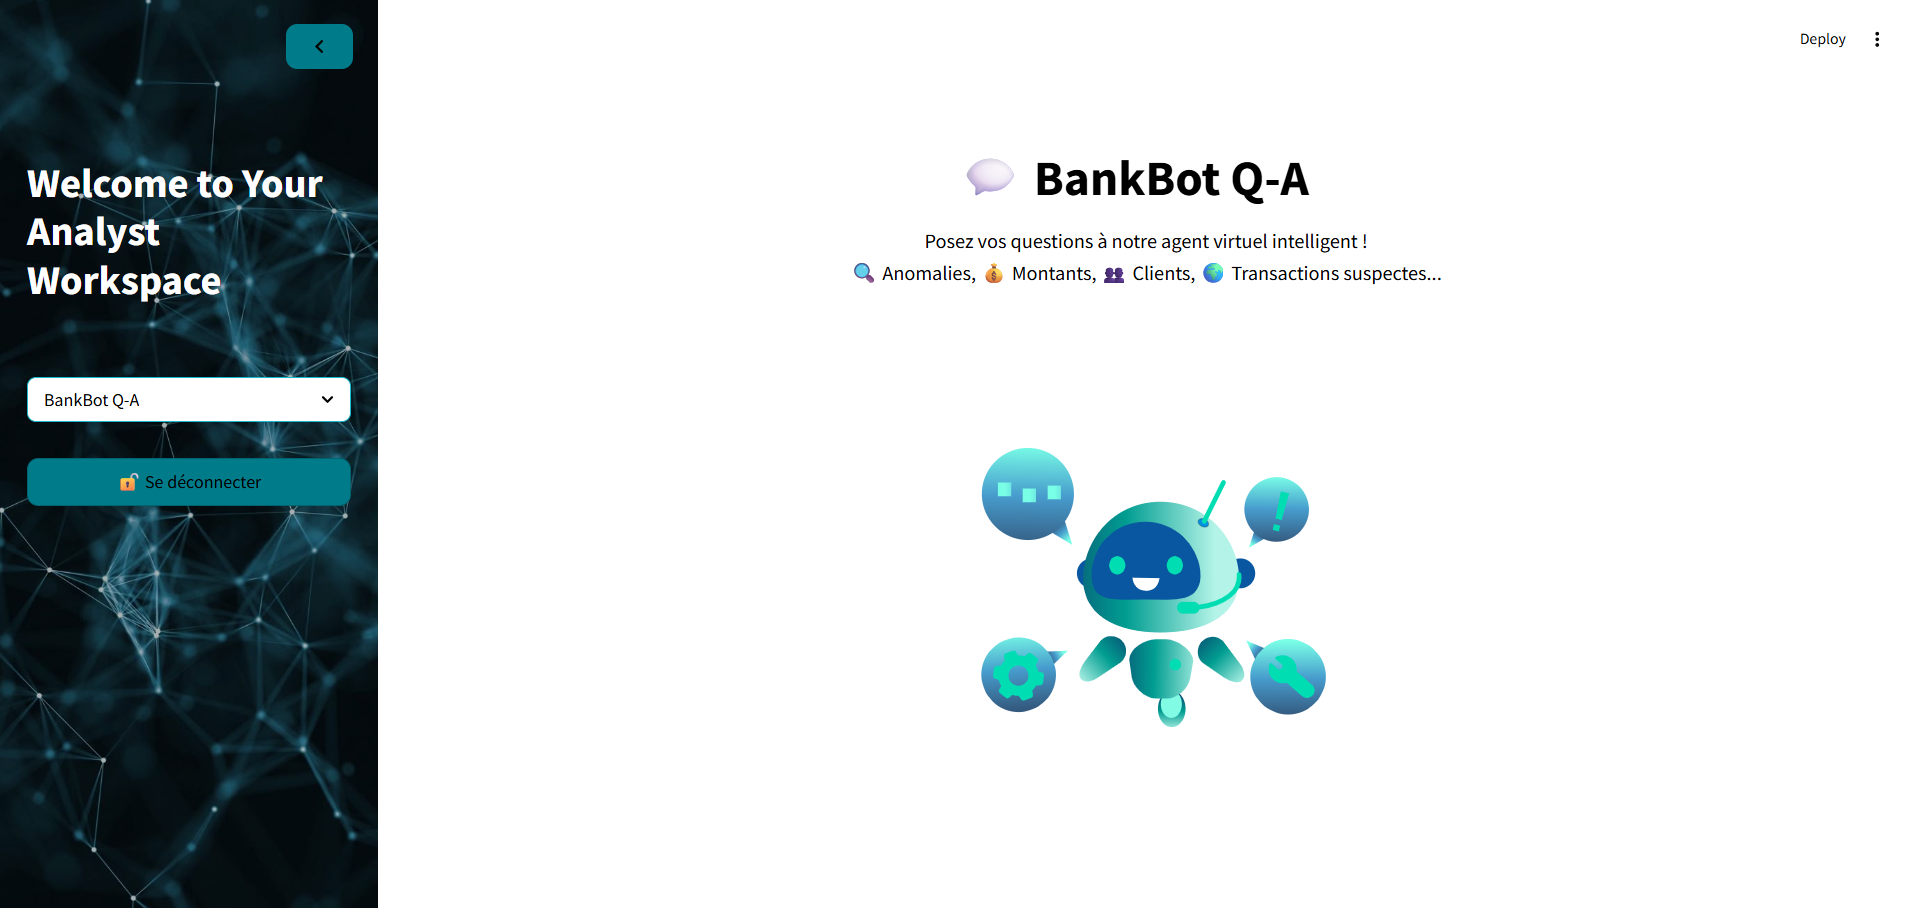 Deploy
Welcome to Your
Analyst
Workspace
BankBot Q-A
🔓 Se déconnecter
💬 BankBot Q-A
Posez vos questions à notre agent virtuel intelligent !
🔍 Anomalies, 💰 Montants, 👥 Clients, 🌍 Transactions suspectes...